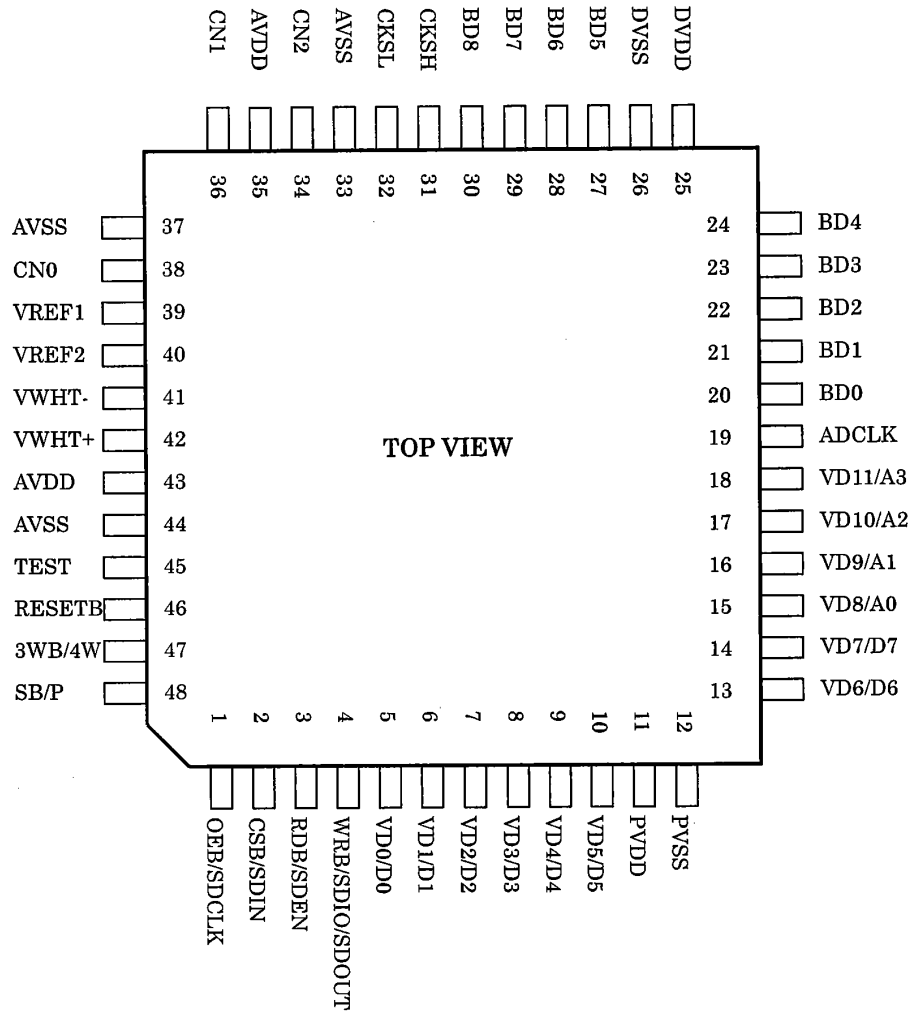 CN1
AVDD
CN2
AVSS
CKSL
CKSH
BD8
BD7
BD6
BD5
DVSS
DVDD
36
35
34
33
32
31
30
29
28
27
26
25
AVSS 37
CN0 38
VREF1 39
VREF2 40
VWHT- 41
VWHT+ 42
AVDD 43
AVSS 44
TEST 45
RESETB 46
3WB/4W 47
SB/P 48
TOP VIEW
24 BD4
23 BD3
22 BD2
21 BD1
20 BD0
19 ADCLK
18 VD11/A3
17 VD10/A2
16 VD9/A1
15 VD8/A0
14 VD7/D7
13 VD6/D6
1
2
3
4
5
6
7
8
9
10
11
12
OEB/SDCLK
CSB/SDIN
RDB/SDEN
WRB/SDIO/SDOUT
VD0/D0
VD1/D1
VD2/D2
VD3/D3
VD4/D4
VD5/D5
PVDD
PVSS